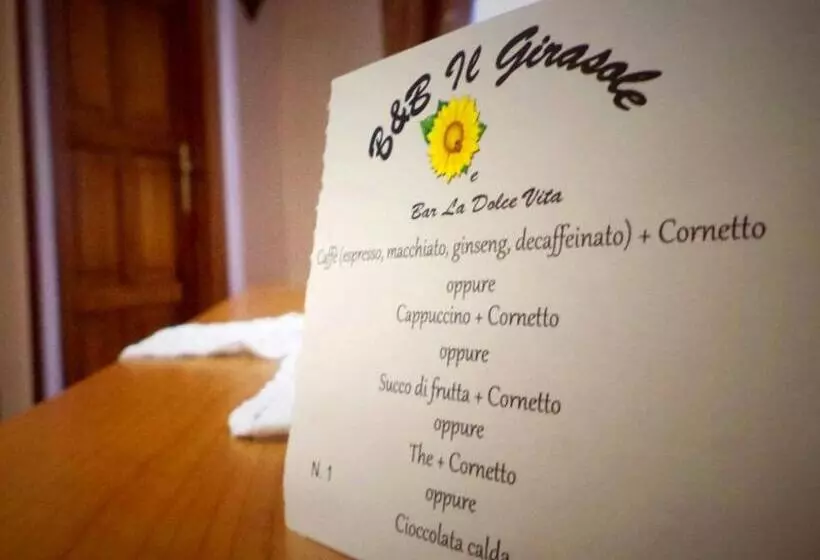 B&B Il Girasole
e
Bar La Dolce Vita
Caffè (espresso, macchiato, ginseng, decaffeinato) + Cornetto
oppure
Cappuccino + Cornetto
oppure
Succo di frutta + Cornetto
oppure
The + Cornetto
N. 1
oppure
Cioccolata calda